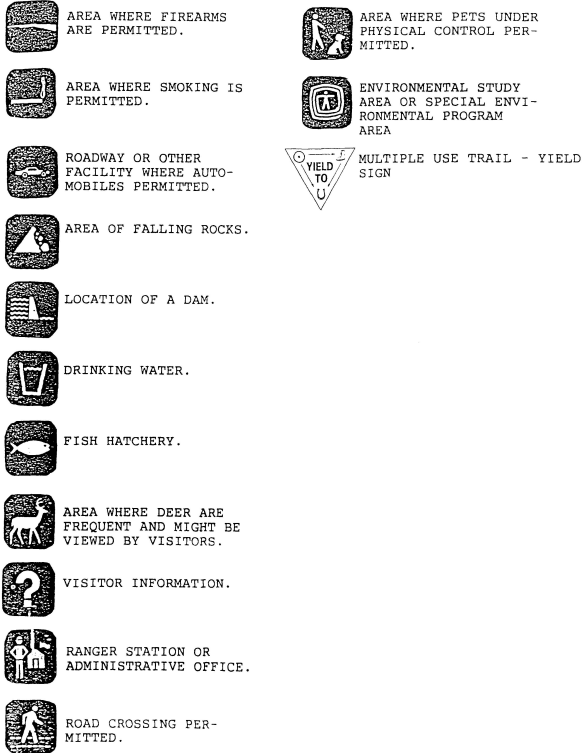 AREA WHERE FIREARMS
ARE PERMITTED.
AREA WHERE SMOKING IS
PERMITTED.
ROADWAY OR OTHER
FACILITY WHERE AUTO-
MOBILES PERMITTED.
AREA OF FALLING ROCKS.
LOCATION OF A DAM.
DRINKING WATER.
FISH HATCHERY.
AREA WHERE DEER ARE
FREQUENT AND MIGHT BE
VIEWED BY VISITORS.
?
VISITOR INFORMATION.
RANGER STATION OR
ADMINISTRATIVE OFFICE.
ROAD CROSSING PER-
MITTED.
AREA WHERE PETS UNDER
PHYSICAL CONTROL PER-
MITTED.
ENVIRONMENTAL STUDY
AREA OR SPECIAL ENVI-
RONMENTAL PROGRAM
AREA
YIELD
TO
MULTIPLE USE TRAIL - YIELD
SIGN